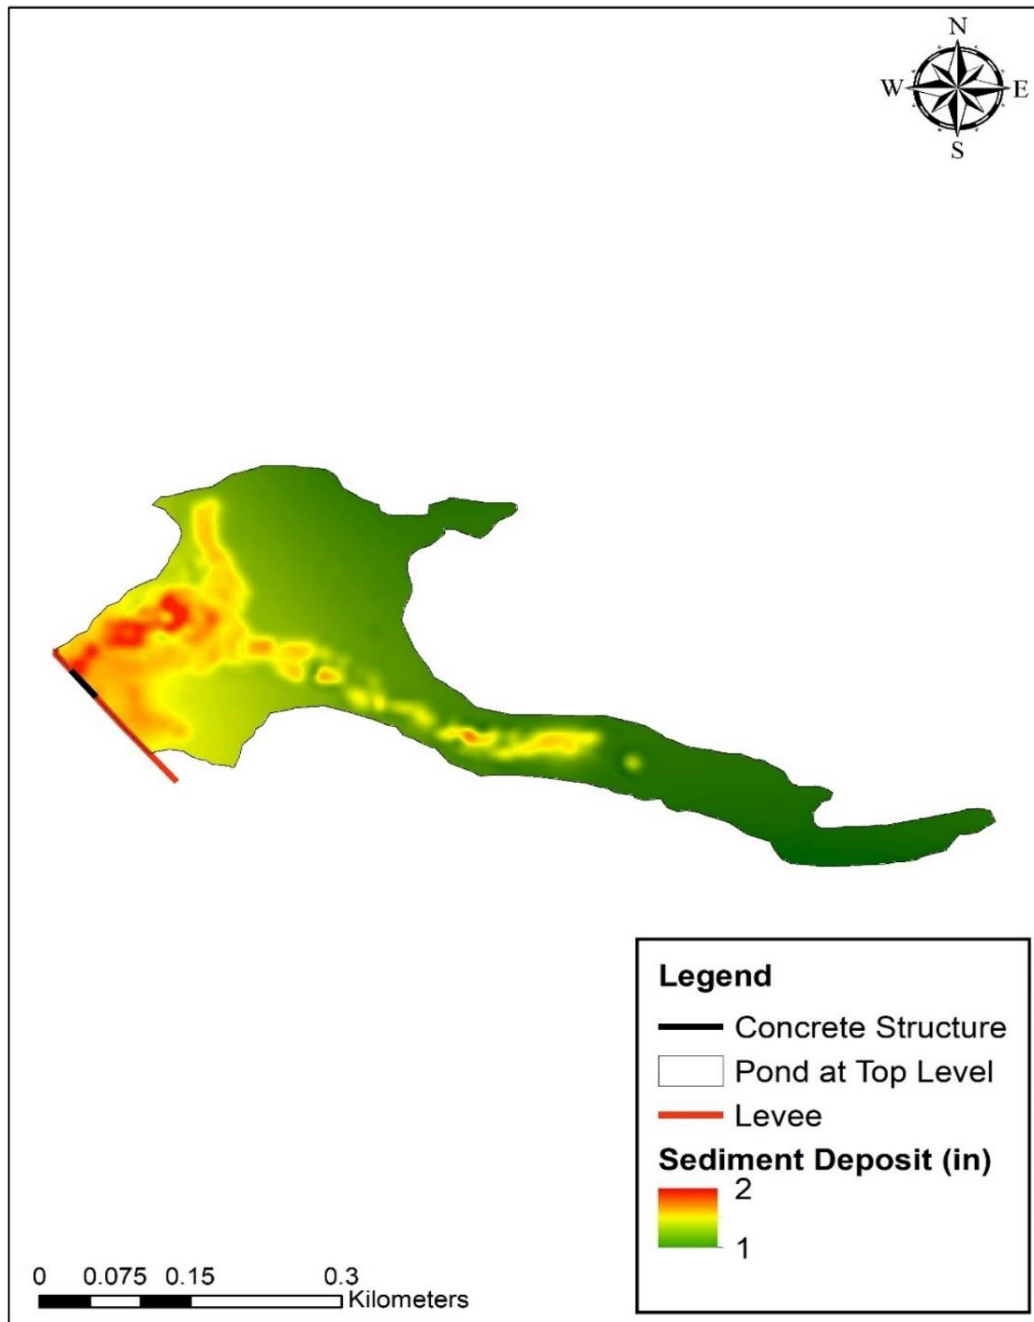 N
W E
S
Legend
Concrete Structure
Pond at Top Level
Levee
Sediment Deposit (in)
2
1
0 0.075 0.15 0.3
Kilometers